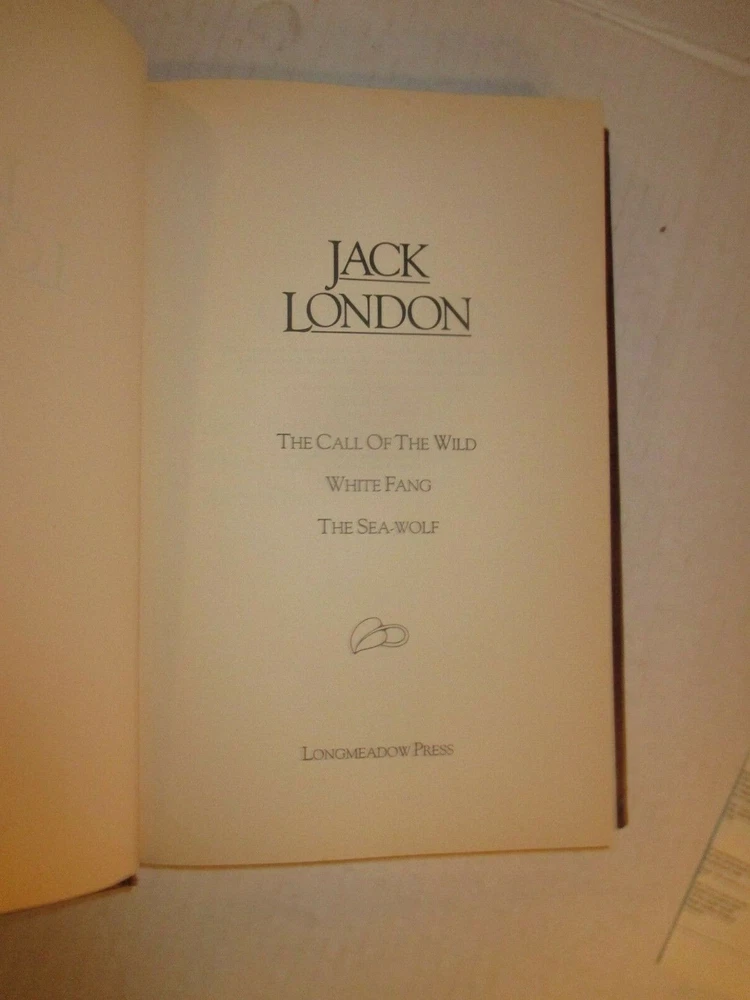 JACK
LONDON
THE CALL OF THE WILD
WHITE FANG
THE SEA-WOLF
LONGMEADOW PRESS